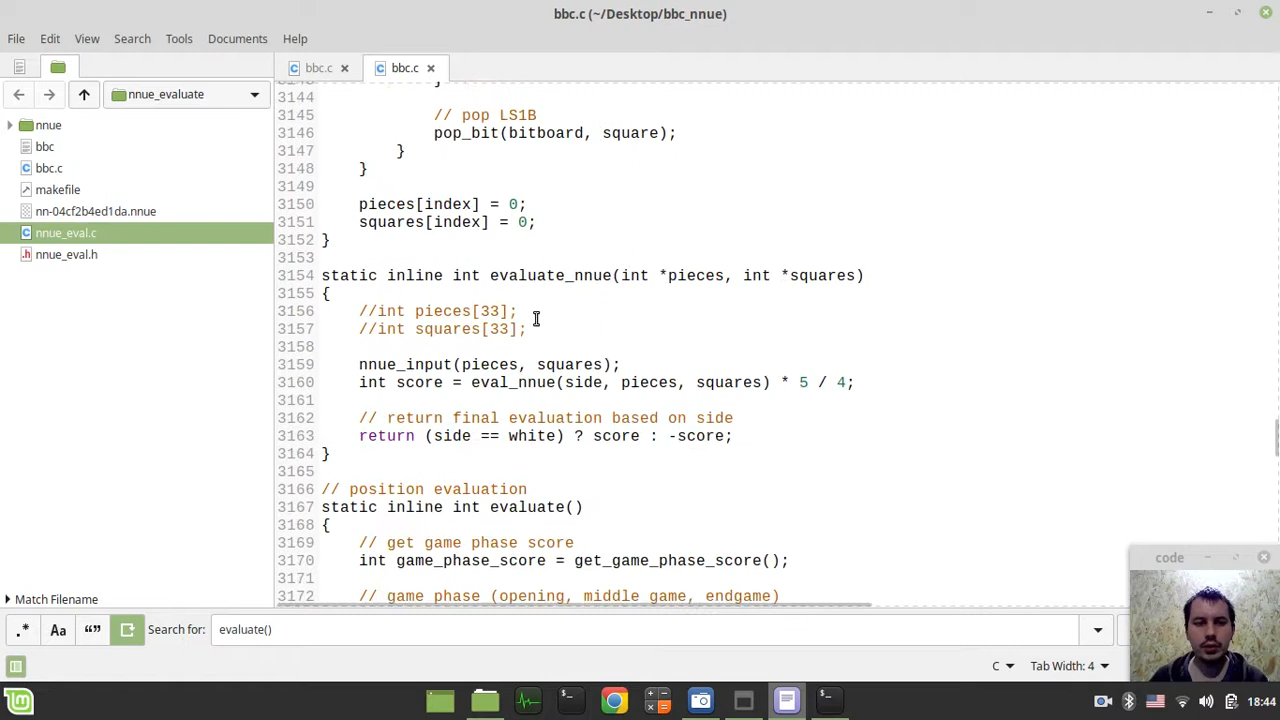 bbc.c (~/Desktop/bbc_nnue)
File Edit View Search Tools Documents Help
bbc.c bbc.c
nnue_evaluate
nnue
bbc
bbc.c
makefile
nn-04cf2b4ed1da.nnue
nnue_eval.c
nnue_eval.h
Match Filename
3143 }
3144
3145 // pop LS1B
3146 pop_bit(bitboard, square);
3147 }
3148 }
3149
3150 pieces[index] = 0;
3151 squares[index] = 0;
3152 }
3153
3154 static inline int evaluate_nnue(int *pieces, int *squares)
3155 {
3156 //int pieces[33];
3157 //int squares[33];
3158
3159 nnue_input(pieces, squares);
3160 int score = eval_nnue(side, pieces, squares) * 5 / 4;
3161
3162 // return final evaluation based on side
3163 return (side == white) ? score : -score;
3164 }
3165
3166 // position evaluation
3167 static inline int evaluate()
3168 {
3169 // get game phase score
3170 int game_phase_score = get_game_phase_score();
3171
3172 // game phase (opening, middle game, endgame)
code
.* Aa “” Search for: evaluate()
C Tab Width: 4
18:44